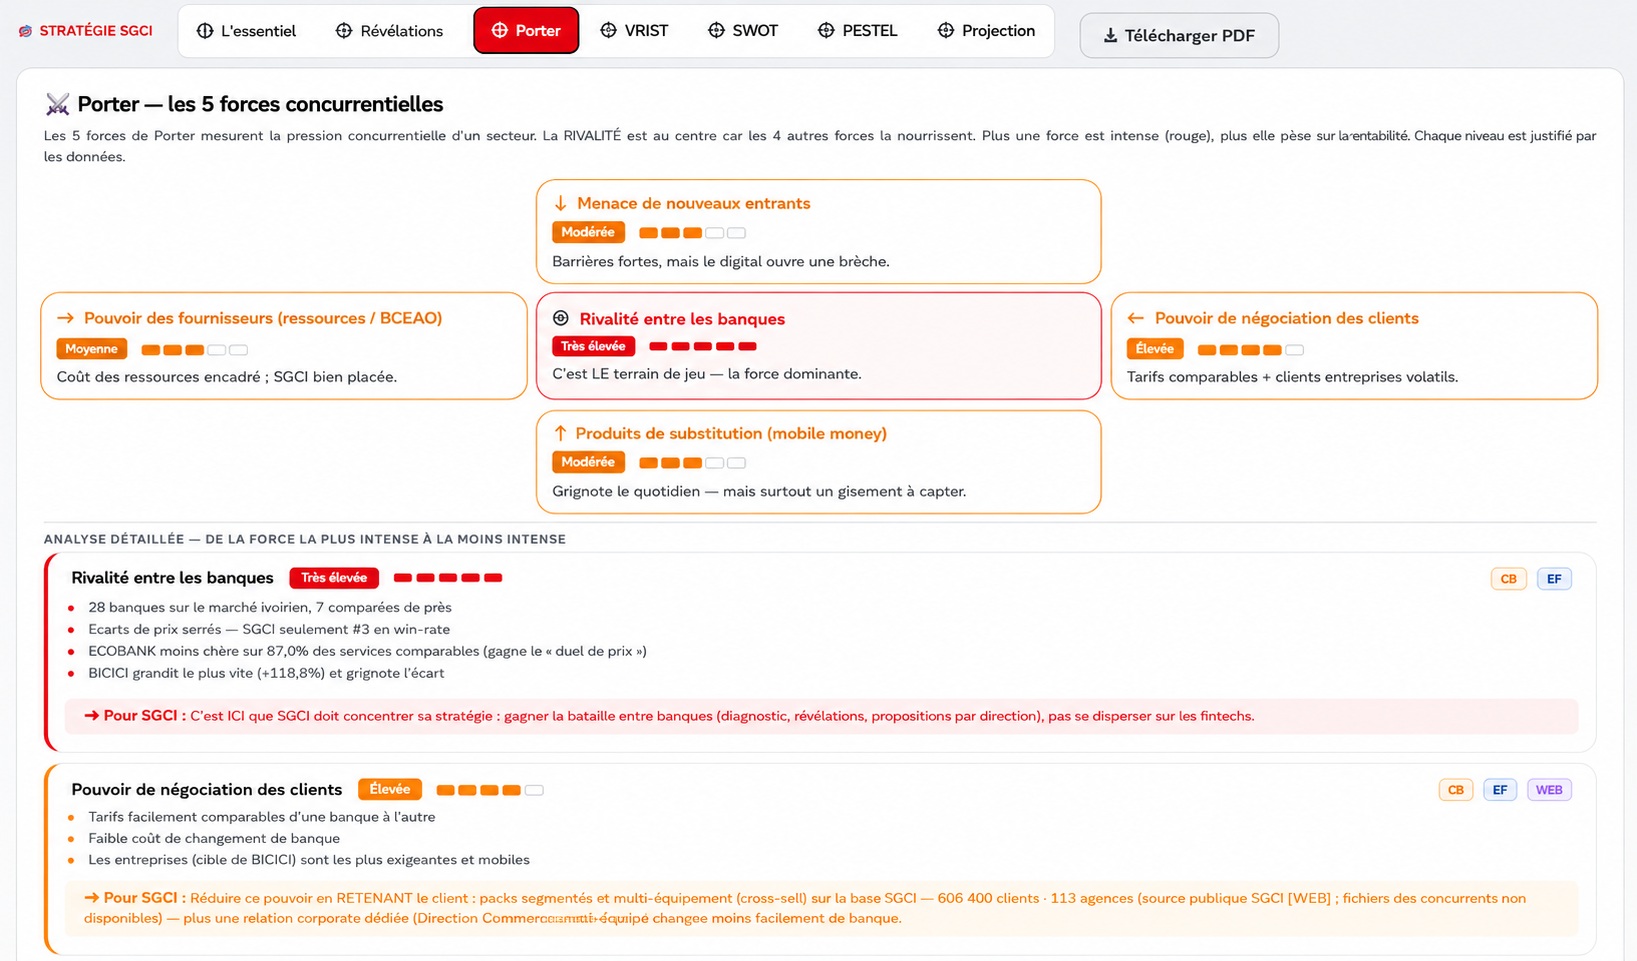 STRATÉGIE SGCI
L'essentiel
Révélations
Porter
VRIST
SWOT
PESTEL
Projection
Télécharger PDF
Porter — les 5 forces concurrentielles
Les 5 forces de Porter mesurent la pression concurrentielle d'un secteur. La RIVALITÉ est au centre car les 4 autres forces la nourrissent. Plus une force est intense (rouge), plus elle pèse sur la rentabilité. Chaque niveau est justifié par
les données.
↓ Menace de nouveaux entrants
Modérée
Barrières fortes, mais le digital ouvre une brèche.
→ Pouvoir des fournisseurs (ressources / BCEAO)
Moyenne
Coût des ressources encadré ; SGCI bien placée.
Rivalité entre les banques
Très élevée
C'est LE terrain de jeu — la force dominante.
← Pouvoir de négociation des clients
Élevée
Tarifs comparables + clients entreprises volatils.
↑ Produits de substitution (mobile money)
Modérée
Grignote le quotidien — mais surtout un gisement à capter.
ANALYSE DÉTAILLÉE — DE LA FORCE LA PLUS INTENSE À LA MOINS INTENSE
Rivalité entre les banques Très élevée CB EF
• 28 banques sur le marché ivoirien, 7 comparées de près
• Ecarts de prix serrés — SGCI seulement #3 en win-rate
• ECOBANK moins chère sur 87,0% des services comparables (gagne le « duel de prix »)
• BICICI grandit le plus vite (+118,8%) et grignote l'écart
→ Pour SGCI : C'est ICI que SGCI doit concentrer sa stratégie : gagner la bataille entre banques (diagnostic, révélations, propositions par direction), pas se disperser sur les fintechs.
Pouvoir de négociation des clients Élevée CB EF WEB
• Tarifs facilement comparables d'une banque à l'autre
• Faible coût de changement de banque
• Les entreprises (cible de BICICI) sont les plus exigeantes et mobiles
→ Pour SGCI : Réduire ce pouvoir en RETENANT le client : packs segmentés et multi-équipement (cross-sell) sur la base SGCI — 606 400 clients · 113 agences (source publique SGCI [WEB] ; fichiers des concurrents non
disponibles) — plus une relation corporate dédiée (Direction moins facilement de banque.